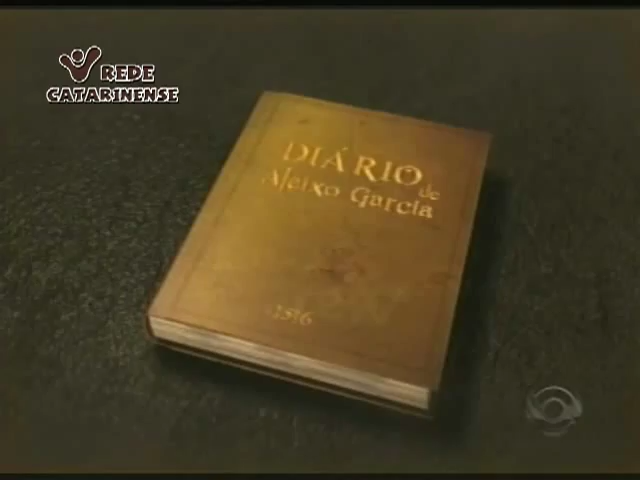 REDE
CATARINENSE
DIÁRIO de
Aleixo Garcia
1516